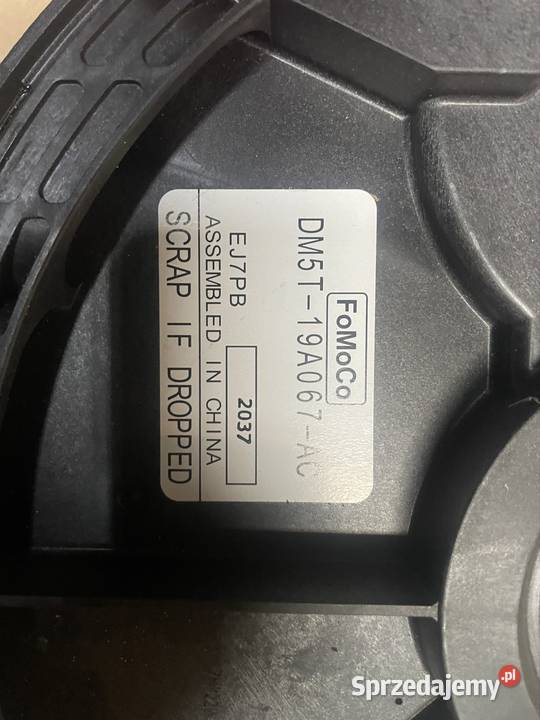 FoMoCo
DM5T-19A067-AC
EJ7PB 2037
ASSEMBLED IN CHINA
SCRAP IF DROPPED
Sprzedajemy.pl